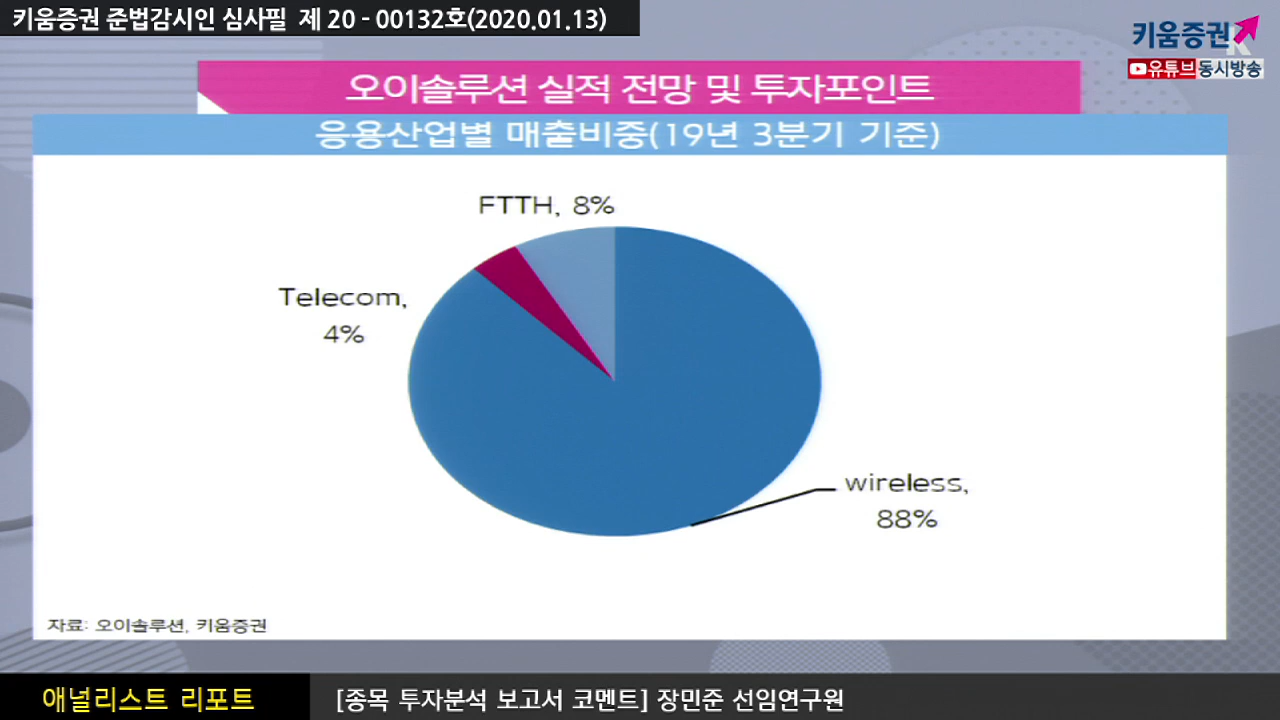 키움증권 준법감시인 심사필 제 20 - 00132호(2020.01.13)
키움증권
유튜브동시방송
오이솔루션 실적 전망 및 투자포인트
응용산업별 매출비중(19년 3분기 기준)
FTTH, 8%
Telecom,
4%
wireless,
88%
자료: 오이솔루션, 키움증권
애널리스트 리포트
[종목 투자분석 보고서 코멘트] 장민준 선임연구원